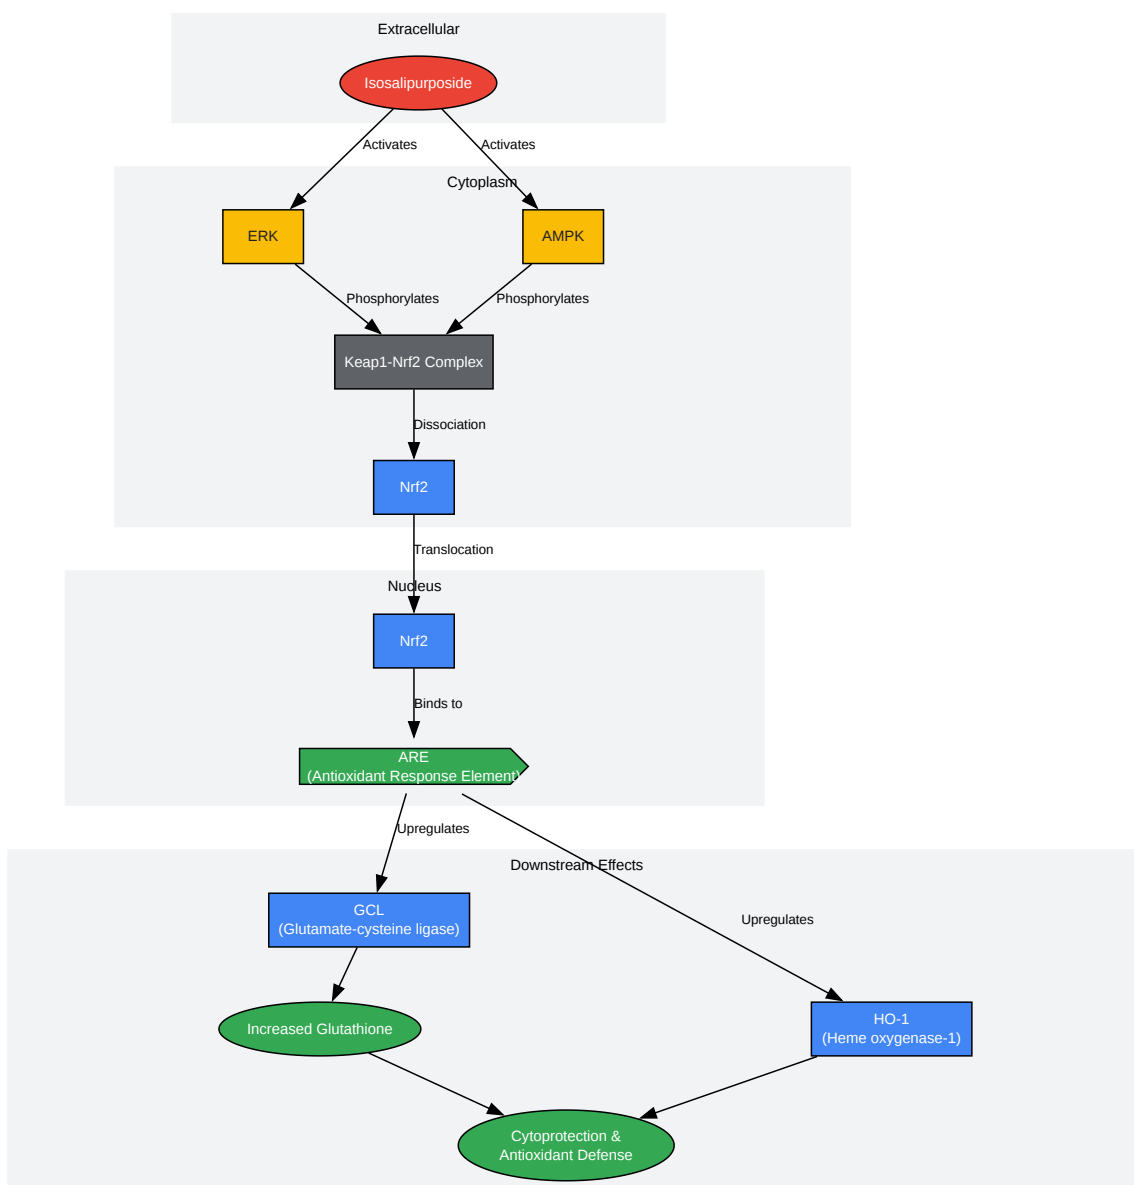 Extracellular
Isosalipurposide
Activates
Activates
Cytoplasm
ERK
AMPK
Phosphorylates
Phosphorylates
Keap1-Nrf2 Complex
Dissociation
Nrf2
Translocation
Nucleus
Nrf2
Binds to
ARE
(Antioxidant Response Element)
Upregulates
Downstream Effects
GCL
(Glutamate-cysteine ligase)
Upregulates
Increased Glutathione
HO-1
(Heme oxygenase-1)
Cytoprotection &
Antioxidant Defense